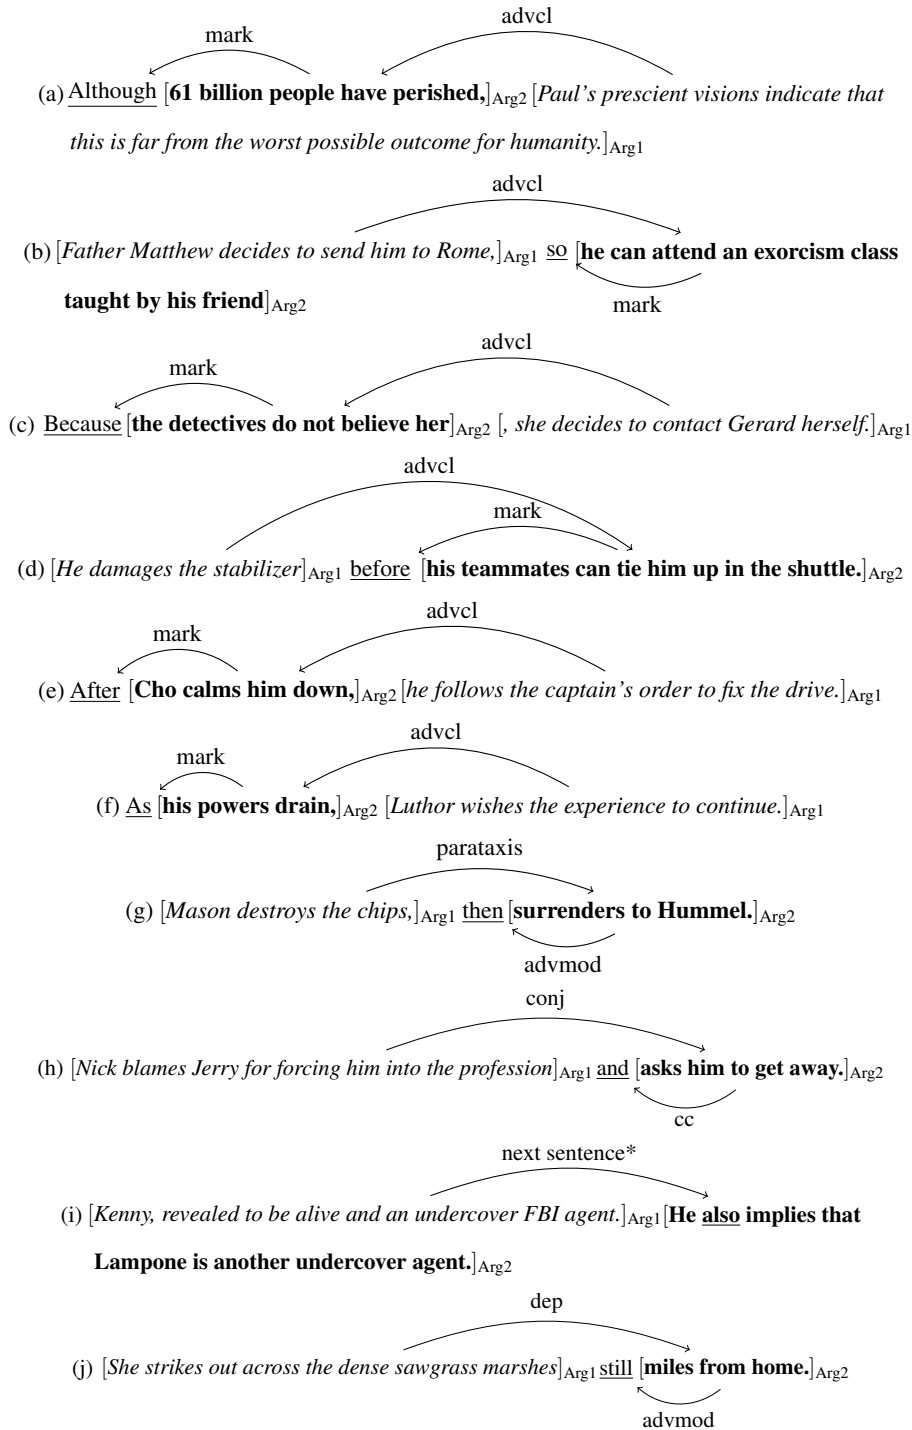 advcl
mark
(a) Although [61 billion people have perished,]Arg2 [Paul's prescient visions indicate that
this is far from the worst possible outcome for humanity.]Arg1
advcl
(b) [Father Matthew decides to send him to Rome,]Arg1 so [he can attend an exorcism class
mark
taught by his friend]Arg2
advcl
mark
(c) Because [the detectives do not believe her]Arg2 [, she decides to contact Gerard herself.]Arg1
advcl
mark
(d) [He damages the stabilizer]Arg1 before [his teammates can tie him up in the shuttle.]Arg2
advcl
mark
(e) After [Cho calms him down,]Arg2 [he follows the captain's order to fix the drive.]Arg1
advcl
mark
(f) As [his powers drain,]Arg2 [Luthor wishes the experience to continue.]Arg1
parataxis
(g) [Mason destroys the chips,]Arg1 then [surrenders to Hummel.]Arg2
advmod
conj
(h) [Nick blames Jerry for forcing him into the profession]Arg1 and [asks him to get away.]Arg2
cc
next sentence*
(i) [Kenny, revealed to be alive and an undercover FBI agent.]Arg1[He also implies that
Lampone is another undercover agent.]Arg2
dep
(j) [She strikes out across the dense sawgrass marshes]Arg1 still [miles from home.]Arg2
advmod